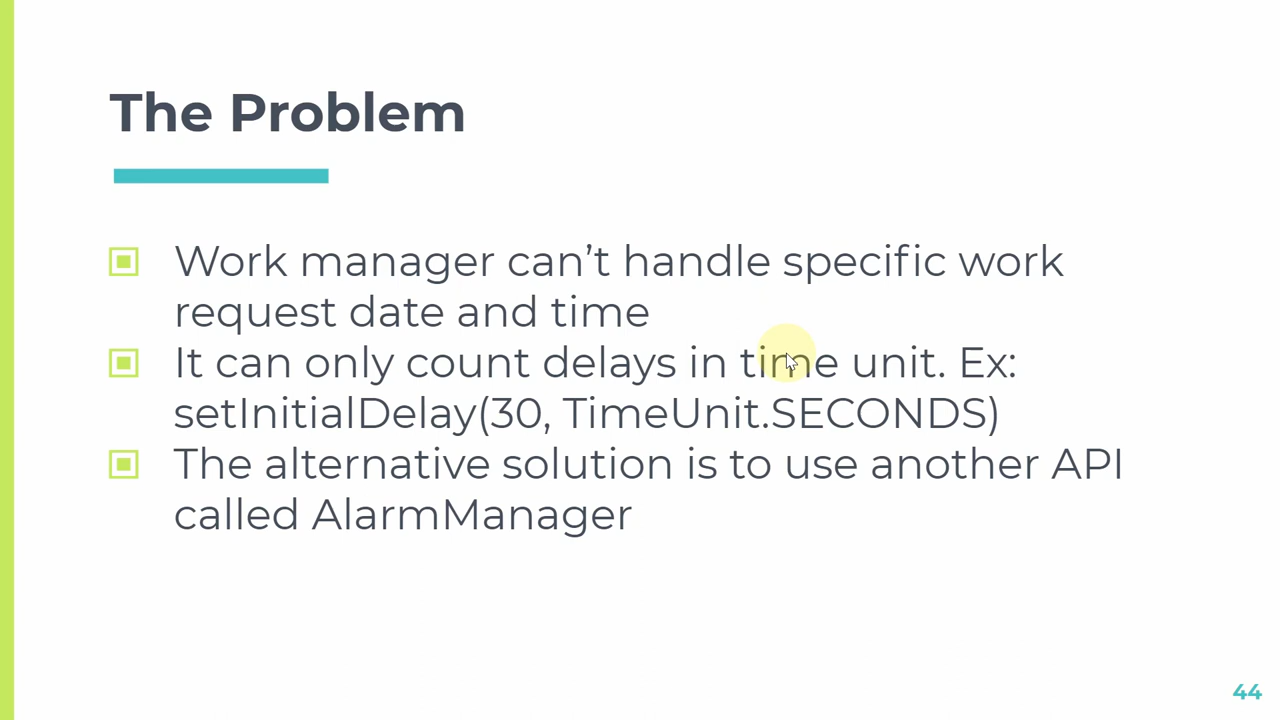 The Problem
Work manager can’t handle specific work
request date and time
It can only count delays in time unit. Ex:
setInitialDelay(30, TimeUnit.SECONDS)
The alternative solution is to use another API
called AlarmManager
44